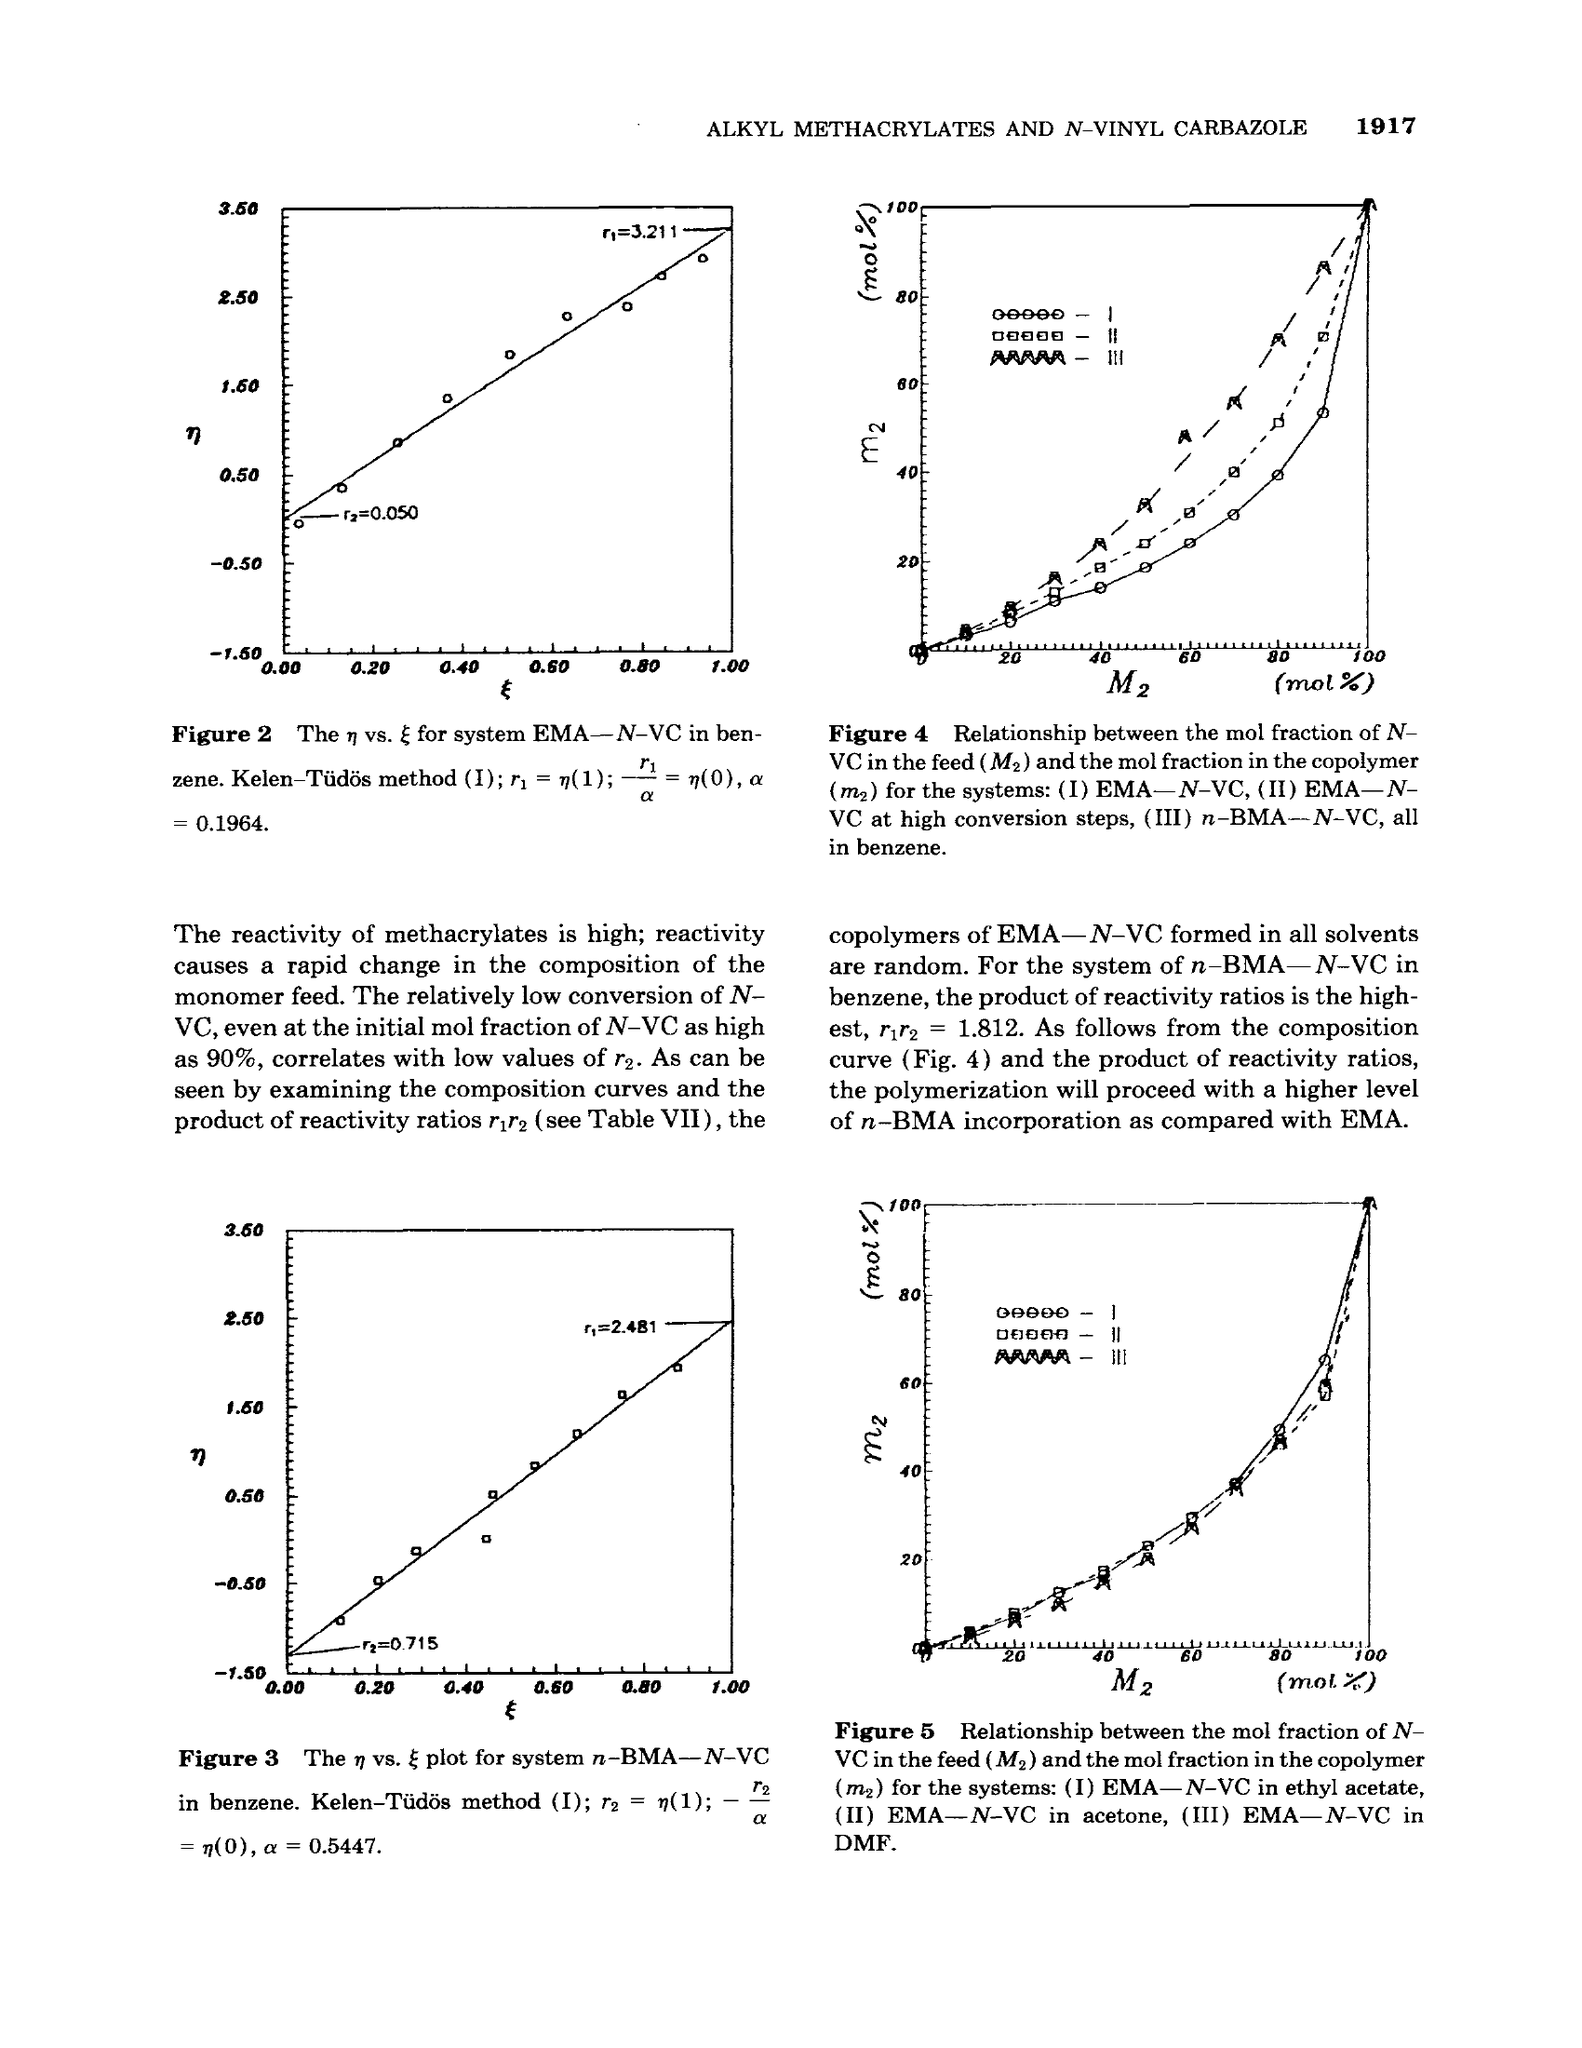 ALKYL METHACRYLATES AND N–VINYL CARBAZOLE 1917
3.50
2.50
1.50
η
0.50
−0.50
−1.50
r₁=3.211
r₂=0.050
0.00 0.20 0.40 0.60 0.80 1.00
ξ
Figure 2 The η vs. ξ for system EMA—N–VC in ben-
zene. Kelen–Tüdös method (I); r₁ = η(1); −r₁/α = η(0), α
= 0.1964.
(mol%)
m₂
100
80
60
40
20
0
I
II
III
0 20 40 60 80 100
M₂ (mol%)
Figure 4 Relationship between the mol fraction of N–
VC in the feed (M₂) and the mol fraction in the copolymer
(m₂) for the systems: (I) EMA—N–VC, (II) EMA—N–
VC at high conversion steps, (III) n–BMA—N–VC, all
in benzene.
The reactivity of methacrylates is high; reactivity
causes a rapid change in the composition of the
monomer feed. The relatively low conversion of N–
VC, even at the initial mol fraction of N–VC as high
as 90%, correlates with low values of r₂. As can be
seen by examining the composition curves and the
product of reactivity ratios r₁r₂ (see Table VII), the
copolymers of EMA—N–VC formed in all solvents
are random. For the system of n–BMA—N–VC in
benzene, the product of reactivity ratios is the high-
est, r₁r₂ = 1.812. As follows from the composition
curve (Fig. 4) and the product of reactivity ratios,
the polymerization will proceed with a higher level
of n–BMA incorporation as compared with EMA.
3.50
2.50
1.50
η
0.50
−0.50
−1.50
r₁=2.481
r₂=0.715
0.00 0.20 0.40 0.60 0.80 1.00
ξ
Figure 3 The η vs. ξ plot for system n–BMA—N–VC
in benzene. Kelen–Tüdös method (I); r₂ = η(1); − r₂/α
= η(0), α = 0.5447.
(mol%)
m₂
100
80
60
40
20
0
I
II
III
0 20 40 60 80 100
M₂ (mol %)
Figure 5 Relationship between the mol fraction of N–
VC in the feed (M₂) and the mol fraction in the copolymer
(m₂) for the systems: (I) EMA—N–VC in ethyl acetate,
(II) EMA—N–VC in acetone, (III) EMA—N–VC in
DMF.